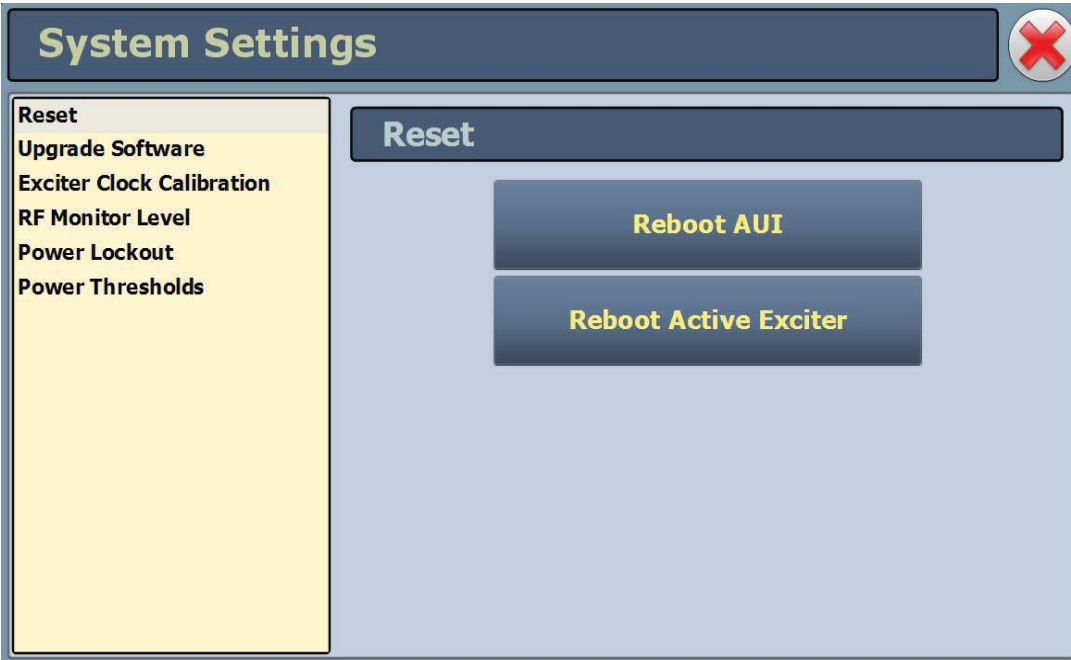 System Settings
Reset
Upgrade Software
Exciter Clock Calibration
RF Monitor Level
Power Lockout
Power Thresholds
Reset
Reboot AUI
Reboot Active Exciter